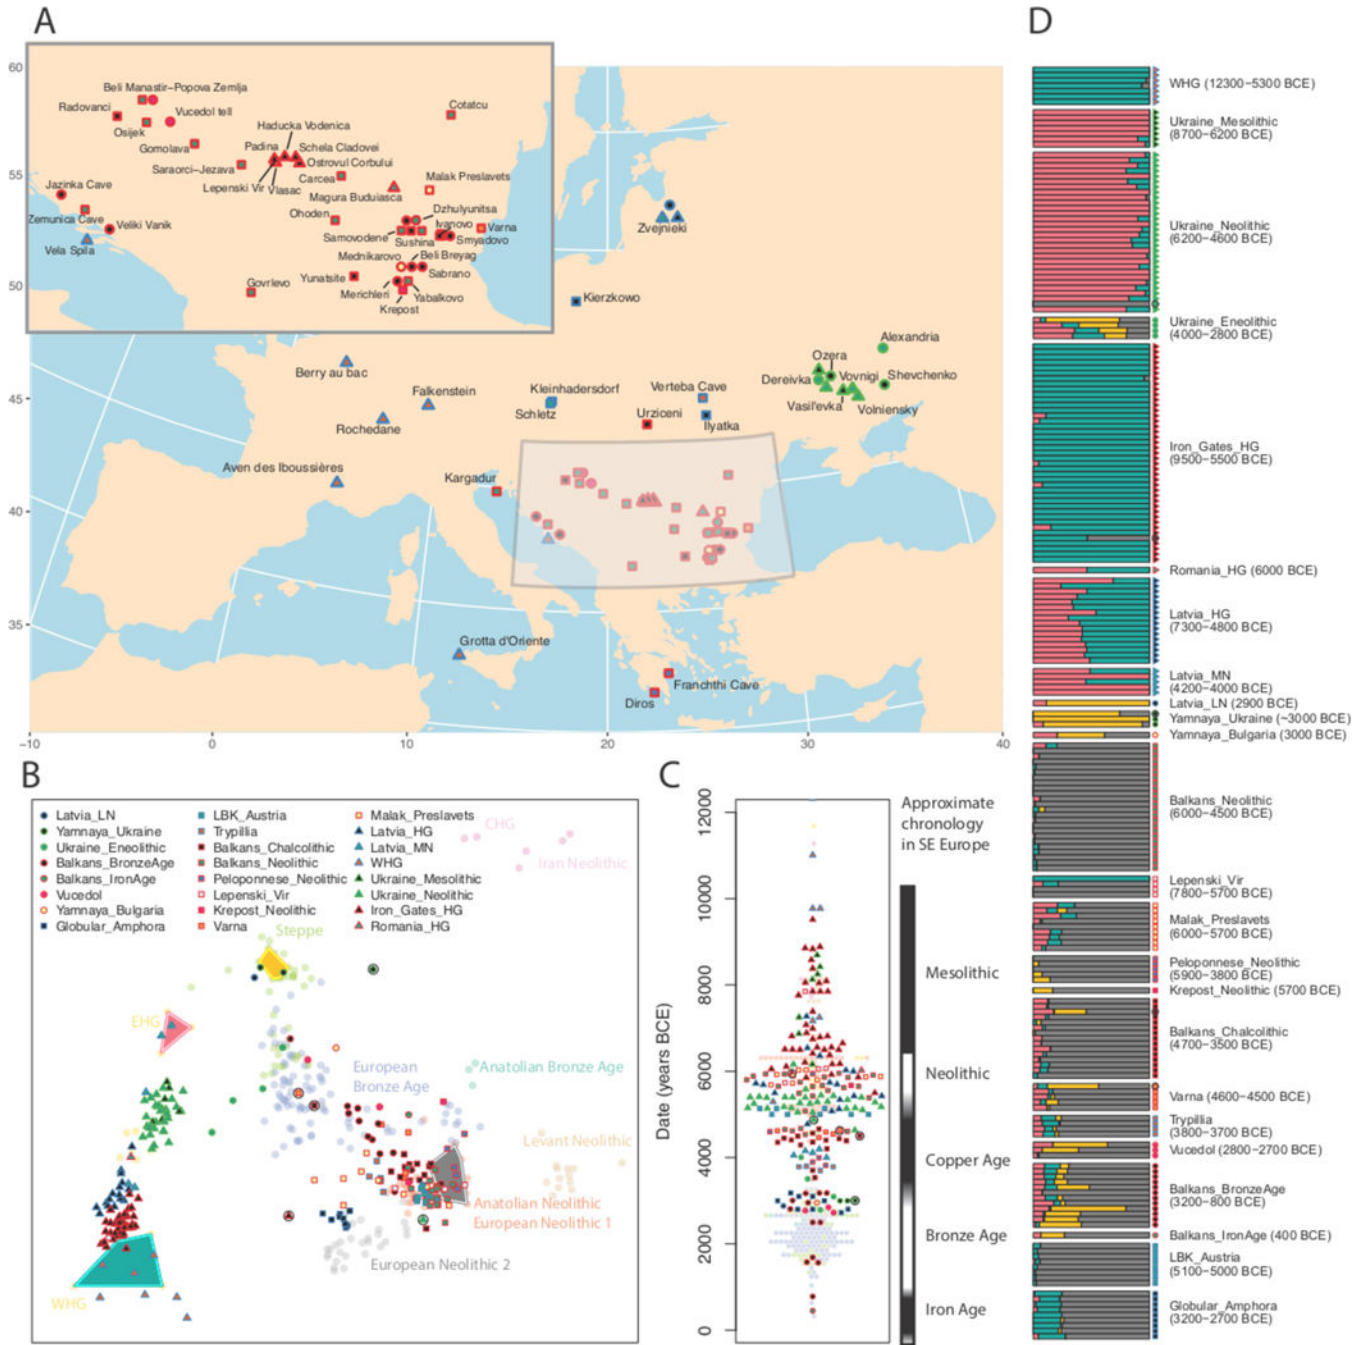 A
D
60
55
50
45
40
35
−10
0
10
20
30
40
Beli Manastir−Popova Zemlja
Radovanci
Vucedol tell
Osijek
Gomolava
Haducka Vodenica
Padina
Schela Cladovei
Ostrovul Corbului
Saraorci−Jezava
Lepenski Vir
Vlasac
Carcea
Cotatcu
Jazinka Cave
Magura Buduiasca
Malak Preslavets
Zemunica Cave
Veliki Vanik
Vela Spila
Ohoden
Dzhulyunitsa
Ivanovo
Varna
Samovodene
Sushina
Smyadovo
Mednikarovo
Beli Breyag
Govrlevo
Yunatsite
Sabrano
Merichleri
Yabalkovo
Krepost
Zvejnieki
Kierzkowo
Berry au bac
Falkenstein
Kleinhadersdorf
Schletz
Verteba Cave
Rochedane
Urziceni
Ilyatka
Alexandria
Ozera
Dereivka
Vovnigi
Shevchenko
Vasil'evka
Volniensky
Aven des Iboussières
Kargadur
Grotta d'Oriente
Franchthi Cave
Diros
WHG (12300−5300 BCE)
Ukraine_Mesolithic
(8700−6200 BCE)
Ukraine_Neolithic
(6200−4600 BCE)
Ukraine_Eneolithic
(4000−2800 BCE)
Iron_Gates_HG
(9500−5500 BCE)
Romania_HG (6000 BCE)
Latvia_HG
(7300−4800 BCE)
Latvia_MN
(4200−4000 BCE)
Latvia_LN (2900 BCE)
Yamnaya_Ukraine (~3000 BCE)
Yamnaya_Bulgaria (3000 BCE)
Balkans_Neolithic
(6000−4500 BCE)
Lepenski_Vir
(7800−5700 BCE)
Malak_Preslavets
(6000−5700 BCE)
Peloponnese_Neolithic
(5900−3800 BCE)
Krepost_Neolithic (5700 BCE)
Balkans_Chalcolithic
(4700−3500 BCE)
Varna (4600−4500 BCE)
Trypillia
(3800−3700 BCE)
Vucedol (2800−2700 BCE)
Balkans_BronzeAge
(3200−800 BCE)
Balkans_IronAge (400 BCE)
LBK_Austria
(5100−5000 BCE)
Globular_Amphora
(3200−2700 BCE)
B
Latvia_LN
Yamnaya_Ukraine
Ukraine_Eneolithic
Balkans_BronzeAge
Balkans_IronAge
Vucedol
Yamnaya_Bulgaria
Globular_Amphora
LBK_Austria
Trypillia
Balkans_Chalcolithic
Balkans_Neolithic
Peloponnese_Neolithic
Lepenski_Vir
Krepost_Neolithic
Varna
Malak_Preslavets
Latvia_HG
Latvia_MN
WHG
Ukraine_Mesolithic
Ukraine_Neolithic
Iron_Gates_HG
Romania_HG
CHG
Iran Neolithic
Steppe
EHG
European
Bronze Age
Anatolian Bronze Age
Levant Neolithic
Anatolian Neolithic
European Neolithic 1
European Neolithic 2
WHG
C
Date (years BCE)
12000
10000
8000
6000
4000
2000
0
Approximate
chronology
in SE Europe
Mesolithic
Neolithic
Copper Age
Bronze Age
Iron Age